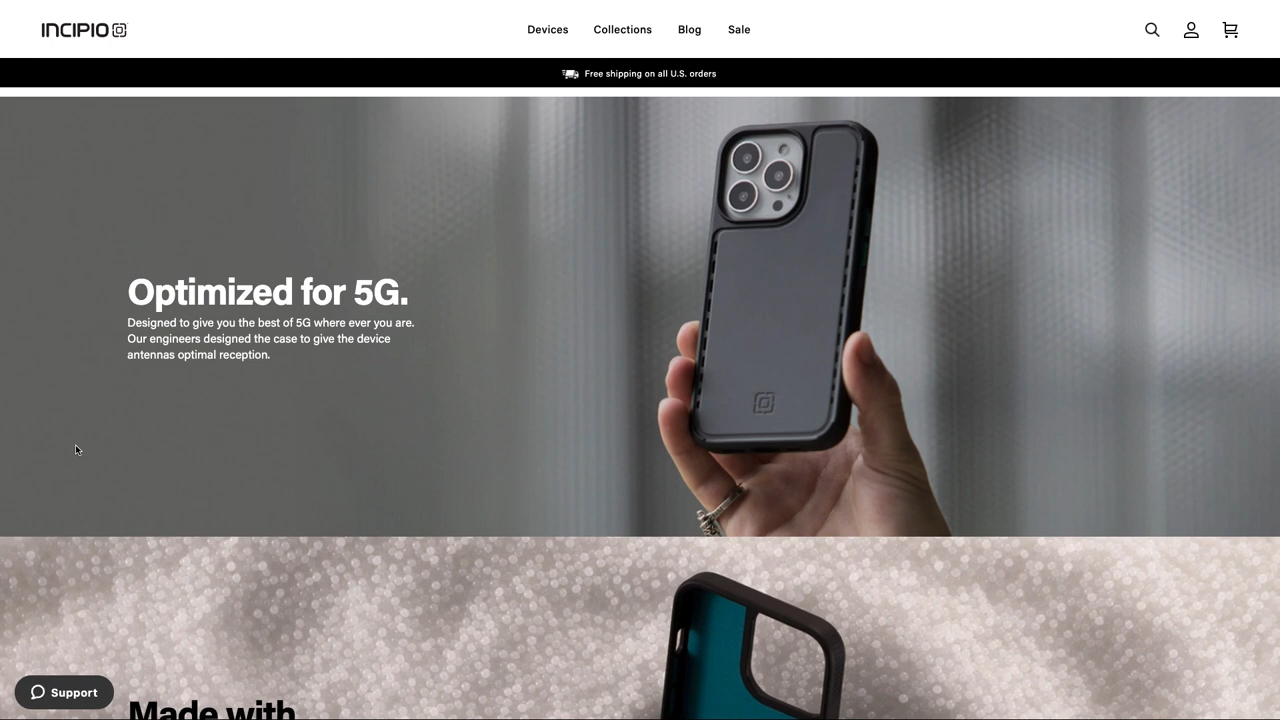 INCIPIO
Devices
Collections
Blog
Sale
Free shipping on all U.S. orders
Optimized for 5G.
Designed to give you the best of 5G where ever you are.
Our engineers designed the case to give the device
antennas optimal reception.
Made with
Support